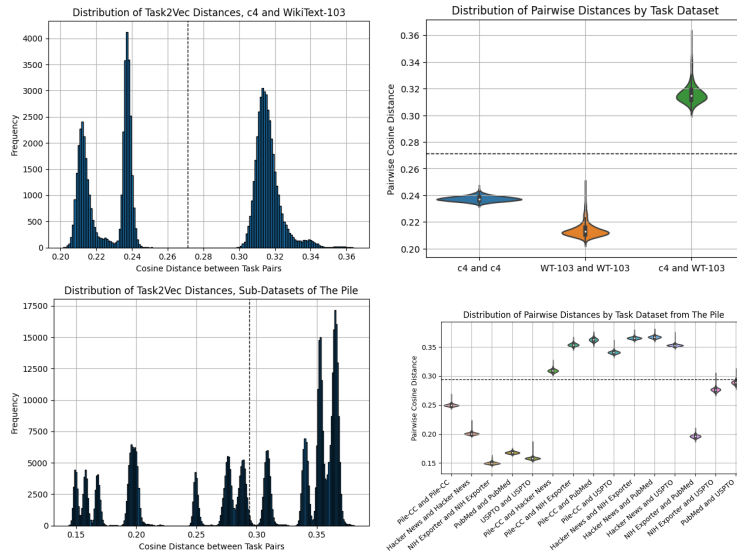 Distribution of Task2Vec Distances, c4 and WikiText-103
4000
3500
3000
2500
2000
1500
1000
500
0
Frequency
0.20 0.22 0.24 0.26 0.28 0.30 0.32 0.34 0.36
Cosine Distance between Task Pairs
Distribution of Pairwise Distances by Task Dataset
0.36
0.34
0.32
0.30
0.28
0.26
0.24
0.22
0.20
Pairwise Cosine Distance
c4 and c4 WT-103 and WT-103 c4 and WT-103
Distribution of Task2Vec Distances, Sub-Datasets of The Pile
17500
15000
12500
10000
7500
5000
2500
0
Frequency
0.15 0.20 0.25 0.30 0.35
Cosine Distance between Task Pairs
Distribution of Pairwise Distances by Task Dataset from The Pile
0.35
0.30
0.25
0.20
0.15
Pairwise Cosine Distance
Pile-CC and Pile-CC
Hacker News and Hacker News
NIH Exporter and NIH Exporter
PubMed and PubMed
USPTO and USPTO
Pile-CC and Hacker News
Pile-CC and NIH Exporter
Pile-CC and PubMed
Pile-CC and USPTO
Hacker News and NIH Exporter
Hacker News and PubMed
Hacker News and USPTO
NIH Exporter and PubMed
NIH Exporter and USPTO
PubMed and USPTO